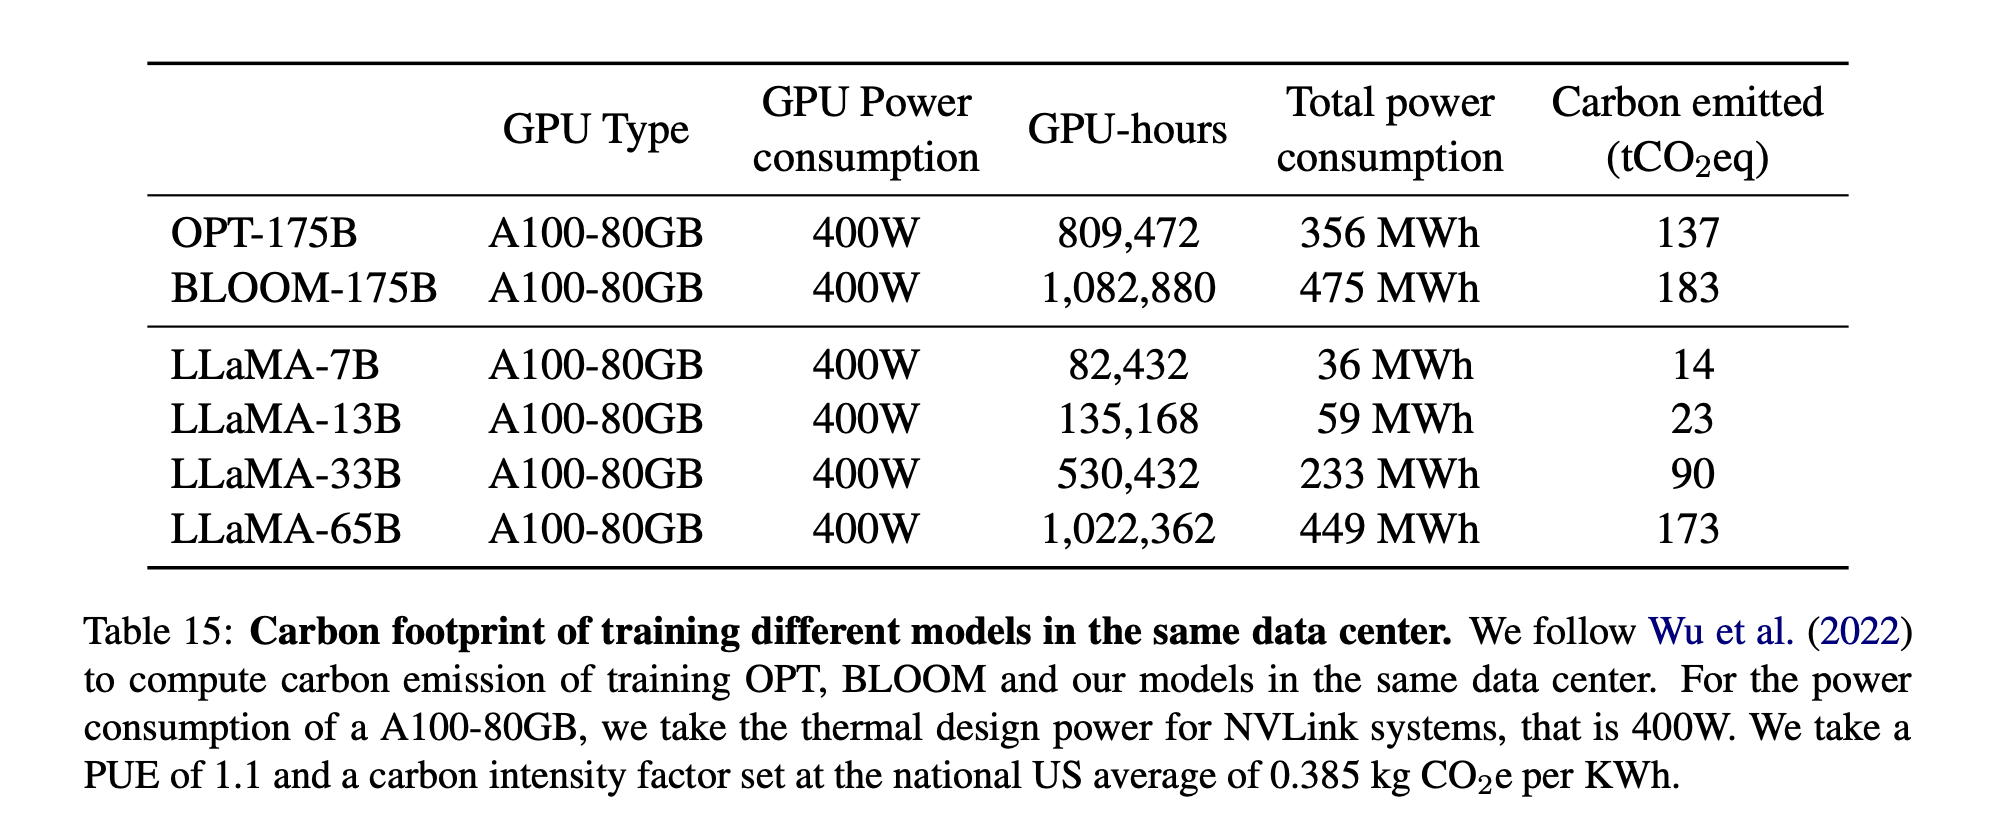 GPU Type GPU Power consumption GPU-hours Total power consumption Carbon emitted (tCO₂eq)
OPT-175B A100-80GB 400W 809,472 356 MWh 137
BLOOM-175B A100-80GB 400W 1,082,880 475 MWh 183
LLaMA-7B A100-80GB 400W 82,432 36 MWh 14
LLaMA-13B A100-80GB 400W 135,168 59 MWh 23
LLaMA-33B A100-80GB 400W 530,432 233 MWh 90
LLaMA-65B A100-80GB 400W 1,022,362 449 MWh 173
Table 15: Carbon footprint of training different models in the same data center. We follow Wu et al. (2022)
to compute carbon emission of training OPT, BLOOM and our models in the same data center. For the power
consumption of a A100-80GB, we take the thermal design power for NVLink systems, that is 400W. We take a
PUE of 1.1 and a carbon intensity factor set at the national US average of 0.385 kg CO₂e per KWh.